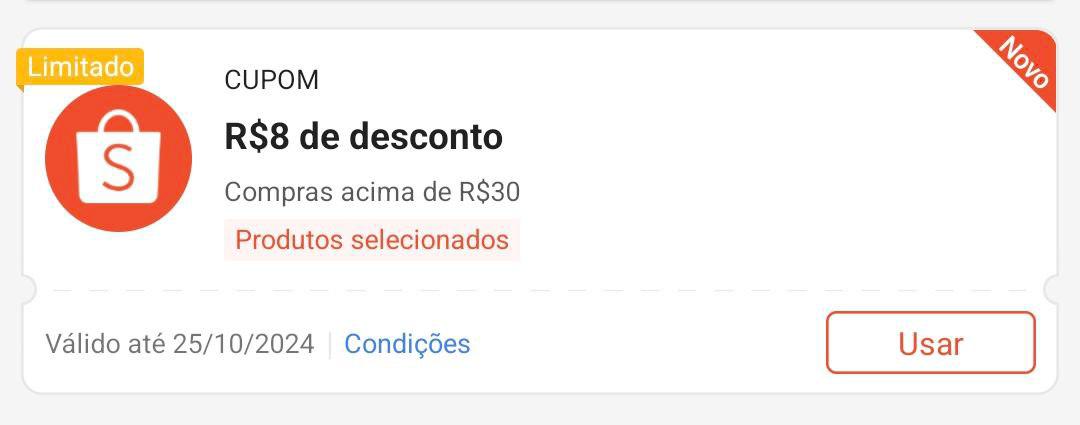 Limitado
CUPOM
Novo
R$8 de desconto
Compras acima de R$30
Produtos selecionados
Válido até 25/10/2024 | Condições
Usar